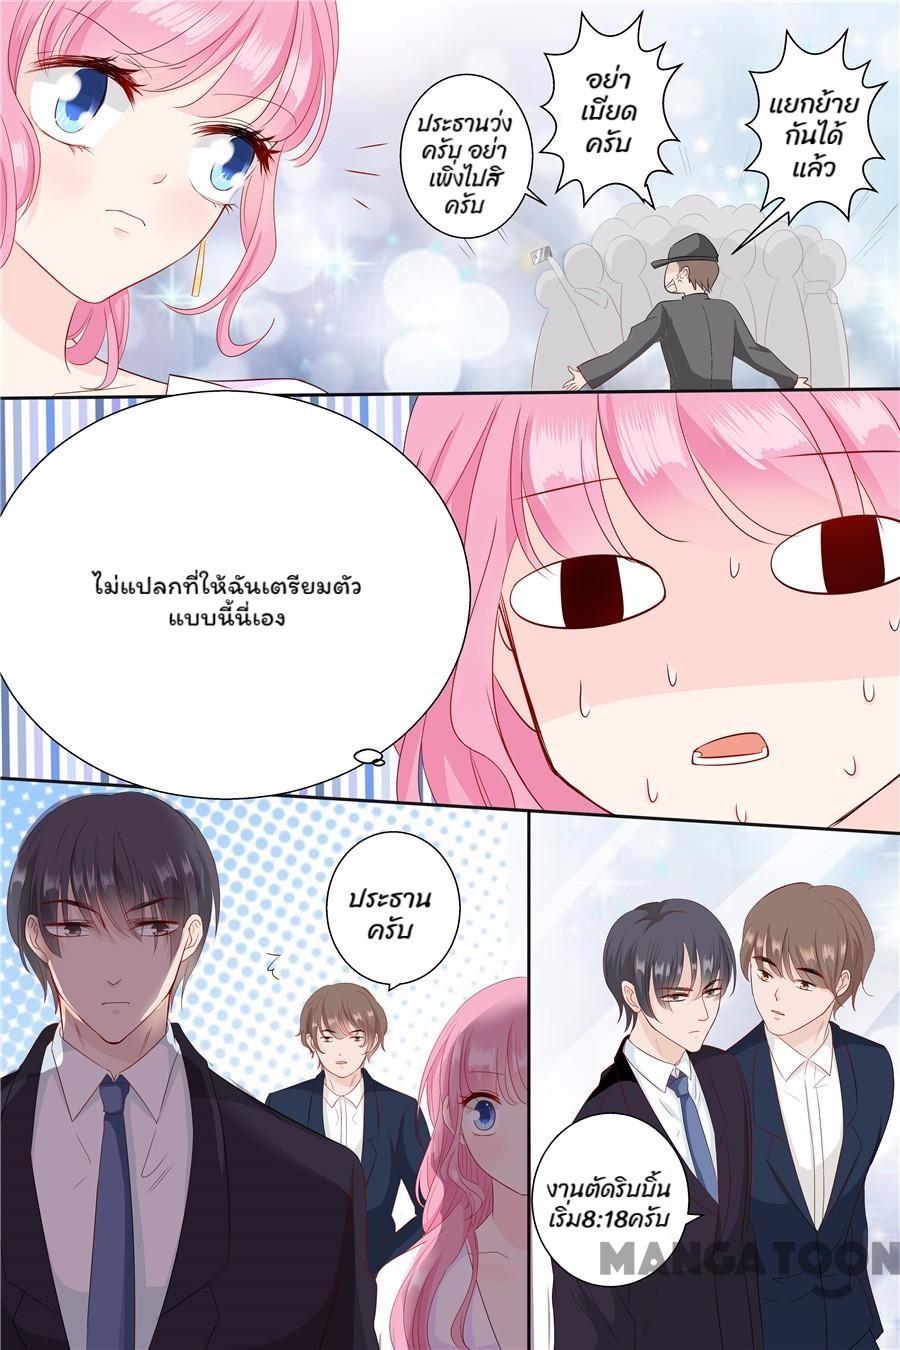 ประธานว่ง
ครับ อย่า
เพิ่งไปสิ
ครับ
อย่า
เบียด
ครับ
แยกย้าย
กันได้
แล้ว
ไม่แปลกที่ให้ฉันเตรียมตัว
แบบนี้นี่เอง
ประธาน
ครับ
งานตัดริบบิ้น
เริ่ม8:18ครับ
MANGATOON